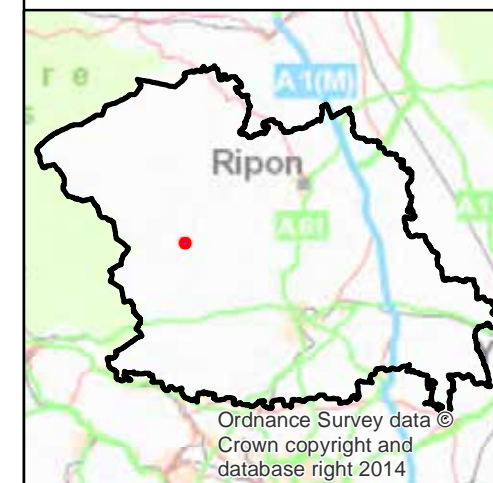 r e
s
A1(M)
Ripon
A1
A61
Ordnance Survey data ©
Crown copyright and
database right 2014